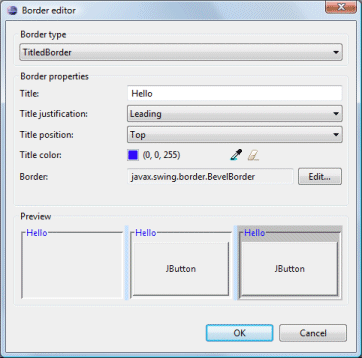 Border editor
Border type
TitledBorder
Border properties
Title: Hello
Title justification: Leading
Title position: Top
Title color: (0, 0, 255)
Border: javax.swing.border.BevelBorder Edit...
Preview
Hello Hello Hello
JButton JButton
OK Cancel